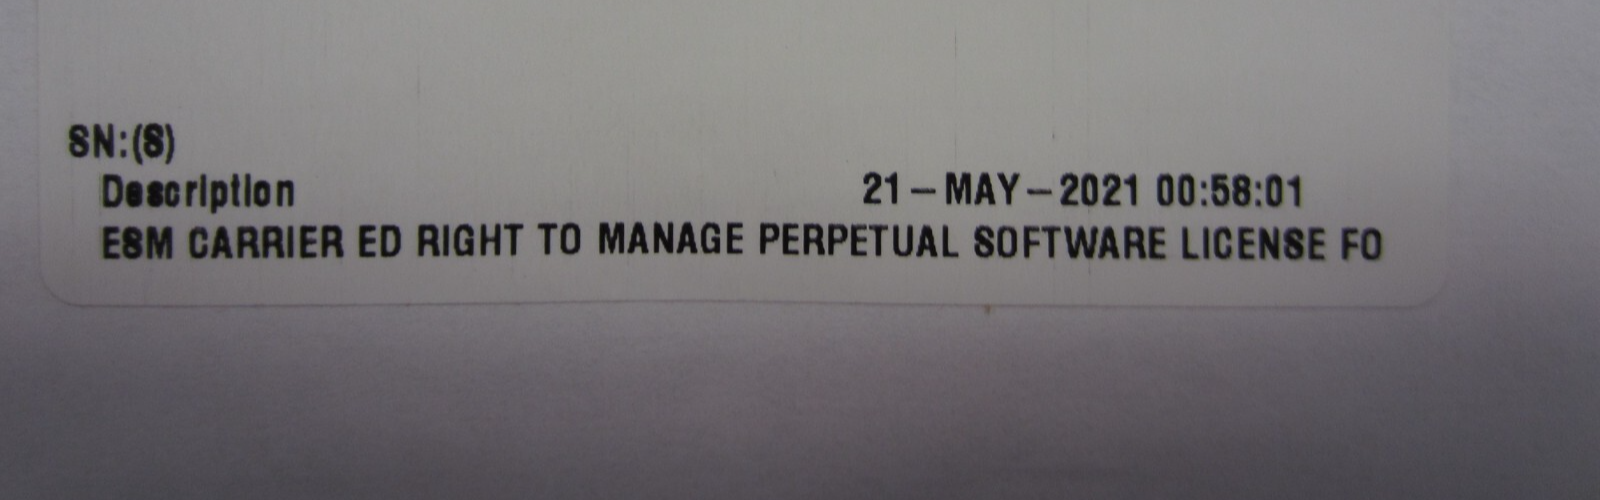 SN:(S)
Description 21-MAY-2021 00:58:01
ESM CARRIER ED RIGHT TO MANAGE PERPETUAL SOFTWARE LICENSE FO